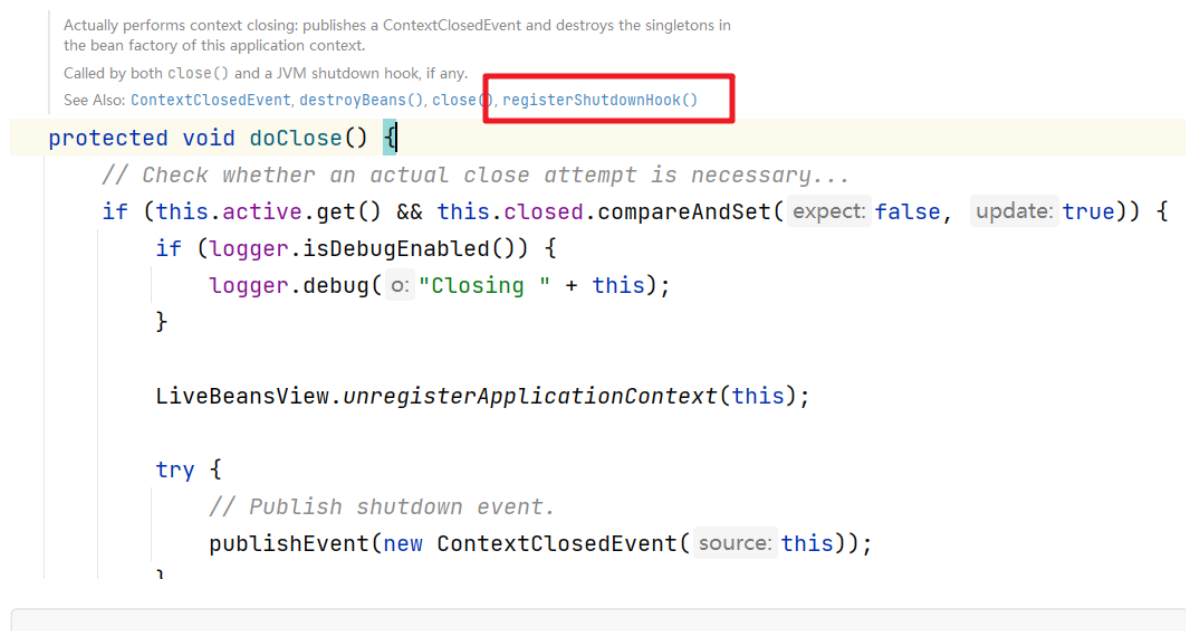 Actually performs context closing: publishes a ContextClosedEvent and destroys the singletons in
the bean factory of this application context.
Called by both close() and a JVM shutdown hook, if any.
See Also: ContextClosedEvent, destroyBeans(), close(), registerShutdownHook()
protected void doClose() {
// Check whether an actual close attempt is necessary...
if (this.active.get() && this.closed.compareAndSet( expect: false, update: true)) {
if (logger.isDebugEnabled()) {
logger.debug( o: "Closing " + this);
}
LiveBeansView.unregisterApplicationContext(this);
try {
// Publish shutdown event.
publishEvent(new ContextClosedEvent( source: this));
}